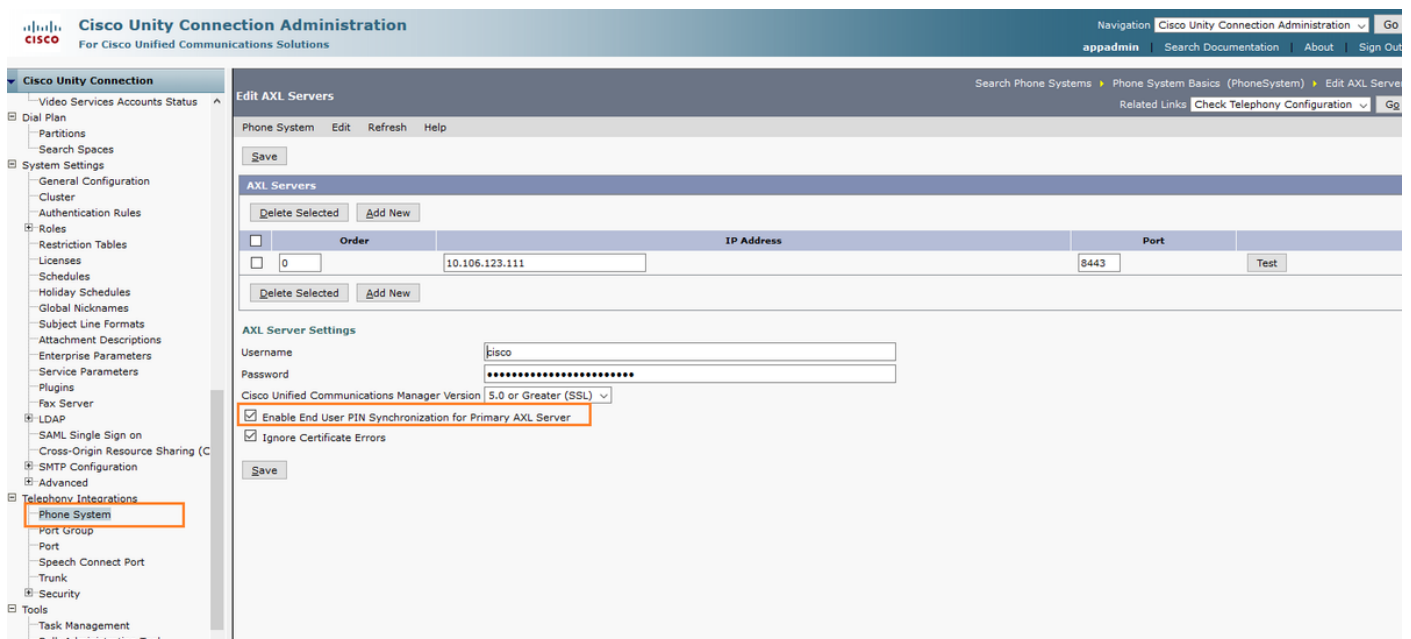 cisco
Cisco Unity Connection Administration
For Cisco Unified Communications Solutions
Navigation Cisco Unity Connection Administration Go
appadmin | Search Documentation | About | Sign Out
Cisco Unity Connection
Video Services Accounts Status
Dial Plan
Partitions
Search Spaces
System Settings
General Configuration
Cluster
Authentication Rules
Roles
Restriction Tables
Licenses
Schedules
Holiday Schedules
Global Nicknames
Subject Line Formats
Attachment Descriptions
Enterprise Parameters
Service Parameters
Plugins
Fax Server
LDAP
SAML Single Sign on
Cross-Origin Resource Sharing (C
SMTP Configuration
Advanced
Telephony Integrations
Phone System
Port Group
Port
Speech Connect Port
Trunk
Security
Tools
Task Management
Edit AXL Servers
Search Phone Systems Phone System Basics (PhoneSystem) Edit AXL Server
Related Links Check Telephony Configuration Go
Phone System Edit Refresh Help
Save
AXL Servers
Delete Selected Add New
Order IP Address Port
0 10.106.123.111 8443 Test
Delete Selected Add New
AXL Server Settings
Username cisco
Password ••••••••••••••••••••••••
Cisco Unified Communications Manager Version 5.0 or Greater (SSL)
Enable End User PIN Synchronization for Primary AXL Server
Ignore Certificate Errors
Save